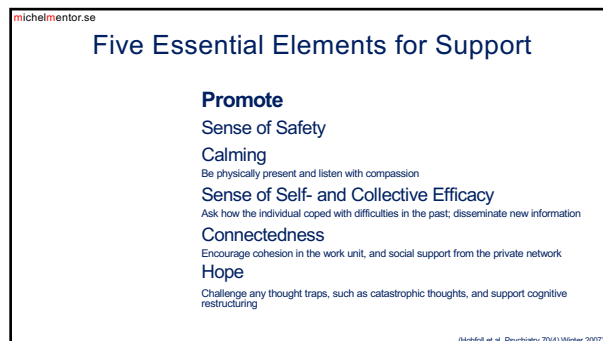 michelmentor.se
Five Essential Elements for Support
Promote
Sense of Safety
Calming
Be physically present and listen with compassion
Sense of Self- and Collective Efficacy
Ask how the individual coped with difficulties in the past; disseminate new information
Connectedness
Encourage cohesion in the work unit, and social support from the private network
Hope
Challenge any thought traps, such as catastrophic thoughts, and support cognitive
restructuring
(Hobfoll et al. Psychiatry 70(4) Winter 2007)